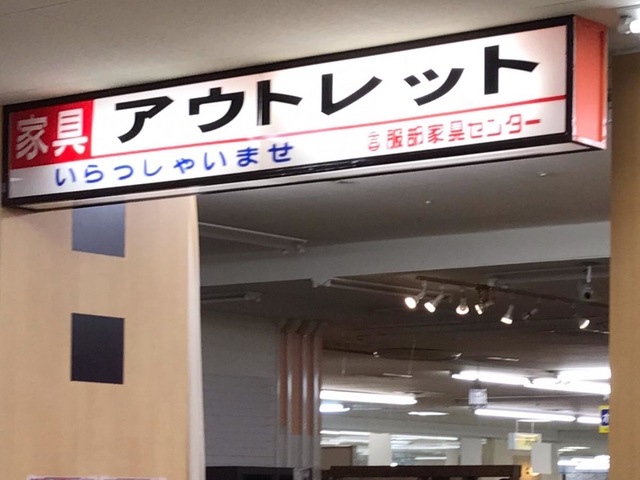 家具 アウトレット
いらっしゃいませ 服部家具センター